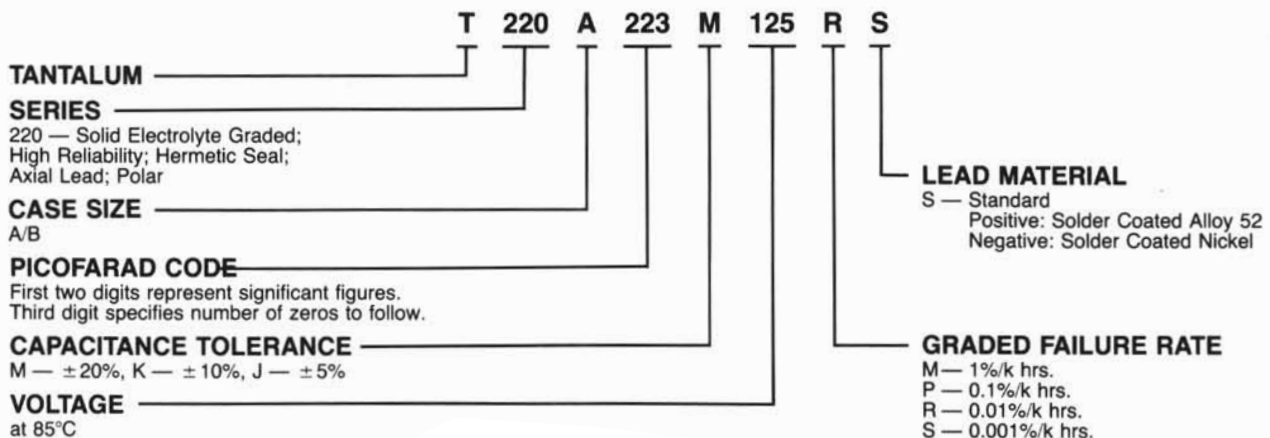 T 220 A 223 M 125 R S
TANTALUM
SERIES
220 — Solid Electrolyte Graded;
High Reliability; Hermetic Seal;
Axial Lead; Polar
CASE SIZE
A/B
PICOFARAD CODE
First two digits represent significant figures.
Third digit specifies number of zeros to follow.
CAPACITANCE TOLERANCE
M — ±20%, K — ±10%, J — ±5%
VOLTAGE
at 85°C
LEAD MATERIAL
S — Standard
Positive: Solder Coated Alloy 52
Negative: Solder Coated Nickel
GRADED FAILURE RATE
M — 1%/k hrs.
P — 0.1%/k hrs.
R — 0.01%/k hrs.
S — 0.001%/k hrs.